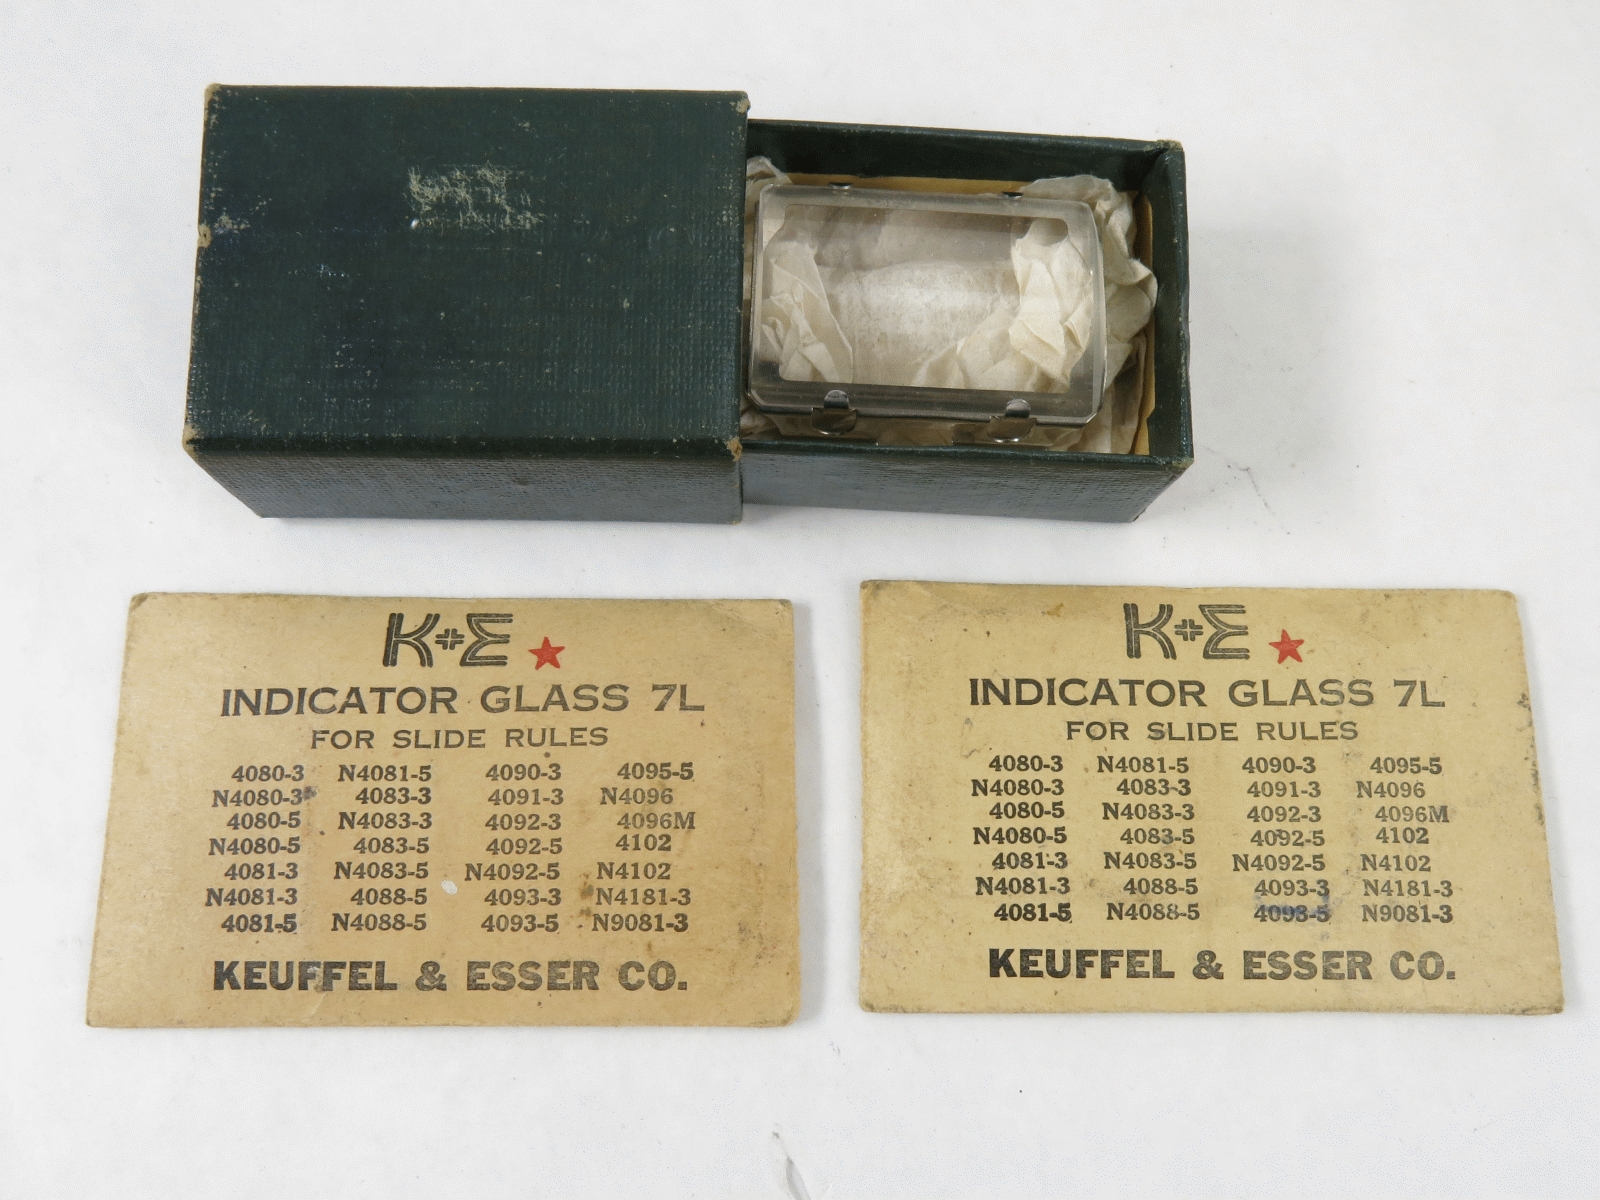 K+E
INDICATOR GLASS 7L
FOR SLIDE RULES
4080-3 N4081-5 4090-3 4095-5
N4080-3 4083-3 4091-3 N4096
4080-5 N4083-3 4092-3 4096M
N4080-5 4083-5 4092-5 4102
4081-3 N4083-5 N4092-5 N4102
N4081-3 4088-5 4093-3 N4181-3
4081-5 N4088-5 4093-5 N9081-3
KEUFFEL & ESSER CO.
K+E
INDICATOR GLASS 7L
FOR SLIDE RULES
4080-3 N4081-5 4090-3 4095-5
N4080-3 4083-3 4091-3 N4096
4080-5 N4083-3 4092-3 4096M
N4080-5 4083-5 4092-5 4102
4081-3 N4083-5 N4092-5 N4102
N4081-3 4088-5 4093-3 N4181-3
4081-5 N4088-5 4093-5 N9081-3
KEUFFEL & ESSER CO.